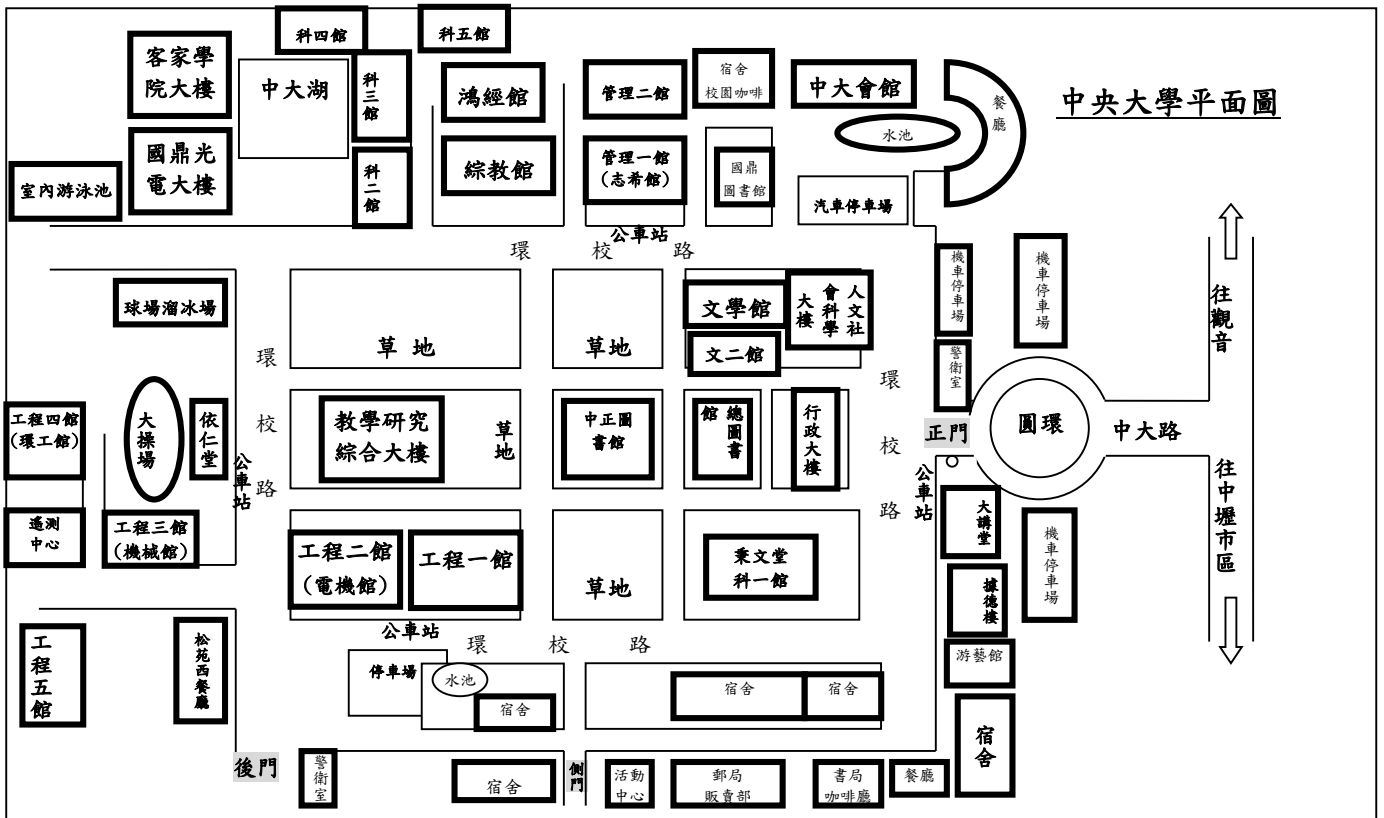 中央大學平面圖
科四館
科五館
客家學
院大樓
中大湖
科三館
鴻經館
管理二館
宿舍
校園咖啡
中大會館
餐廳
水池
國鼎光
電大樓
室內游泳池
科二館
綜教館
管理一館
(志希館)
國鼎
圖書館
汽車停車場
公車站
環 校 路
機車停車場
機車停車場
往觀音
球場溜冰場
草 地
草地
文學館
人文社
會科學
大樓
文二館
環 校 路
環 校 路
警衛室
工程四館
(環工館)
大操場
依仁堂
公車站
教學研究
綜合大樓
草地
中正圖
書館
總圖書
館
行政大樓
正門
圓環
中大路
公車站
往中壢市區
遙測
中心
工程三館
(機械館)
工程二館
(電機館)
工程一館
草地
秉文堂
科一館
大講堂
機車停車場
據德樓
公車站
環 校 路
工程五館
松苑西餐廳
停車場
水池
宿舍
宿舍
宿舍
游藝館
宿舍
後門
警衛室
宿舍
側門
活動
中心
郵局
販賣部
書局
咖啡廳
餐廳